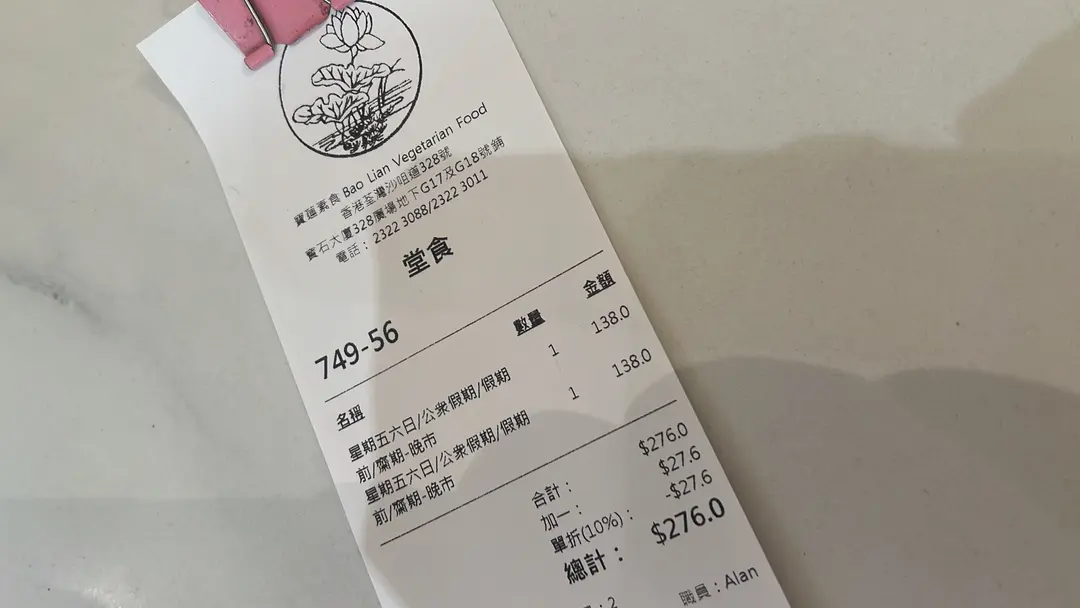 寶蓮素食 Bao Lian Vegetarian Food
香港荃灣沙咀道328號
寶石大廈328廣場地下G17及G18號鋪
電話： 2322 3088/2322 3011
堂食
749-56
名稱 數量 金額
星期五六日/公衆假期/假期 1 138.0
前/齋期-晚市
星期五六日/公衆假期/假期 1 138.0
前/齋期-晚市
合計： $276.0
加一： $27.6
單折(10%)： -$27.6
總計： $276.0
：2 職員：Alan